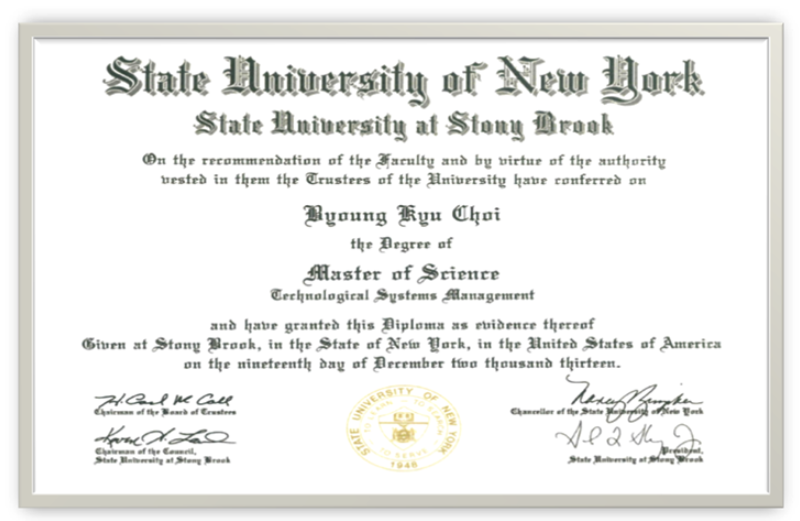 State University of New York
State University at Stony Brook
On the recommendation of the Faculty and by virtue of the authority
vested in them the Trustees of the University have conferred on
Byoung Kyu Choi
the Degree of
Master of Science
Technological Systems Management
and have granted this Diploma as evidence thereof
Given at Stony Brook, in the State of New York, in the United States of America
on the nineteenth day of December two thousand thirteen.
H. Carl McCall
Chairman of the Board of Trustees
Chairman of the Council,
State University at Stony Brook
STATE UNIVERSITY OF NEW YORK
TO LEARN TO SEARCH
TO SERVE
1948
Nancy Zimpher
Chancellor of the State University of New York
President,
State University at Stony Brook